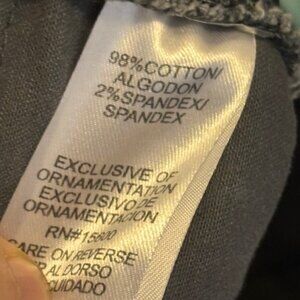 98% COTTON/
ALGODON
2% SPANDEX/
SPANDEX
EXCLUSIVE OF
ORNAMENTATION
EXCLUSIVO DE
ORNAMENTACION
RN# 15600
CARE ON REVERSE
AL DORSO
CUIDADO